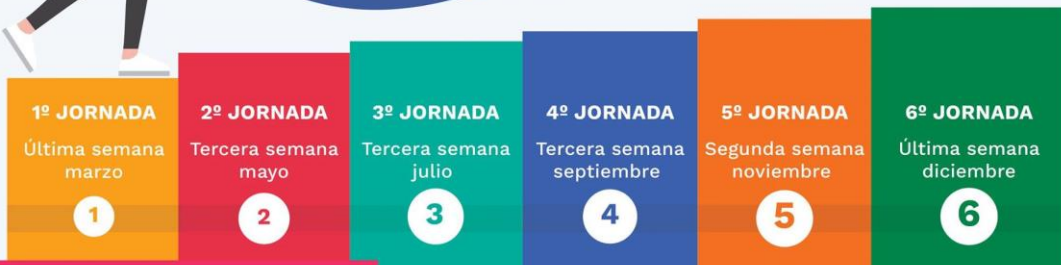 1º JORNADA
Última semana
marzo
1
2º JORNADA
Tercera semana
mayo
2
3º JORNADA
Tercera semana
julio
3
4º JORNADA
Tercera semana
septiembre
4
5º JORNADA
Segunda semana
noviembre
5
6º JORNADA
Última semana
diciembre
6